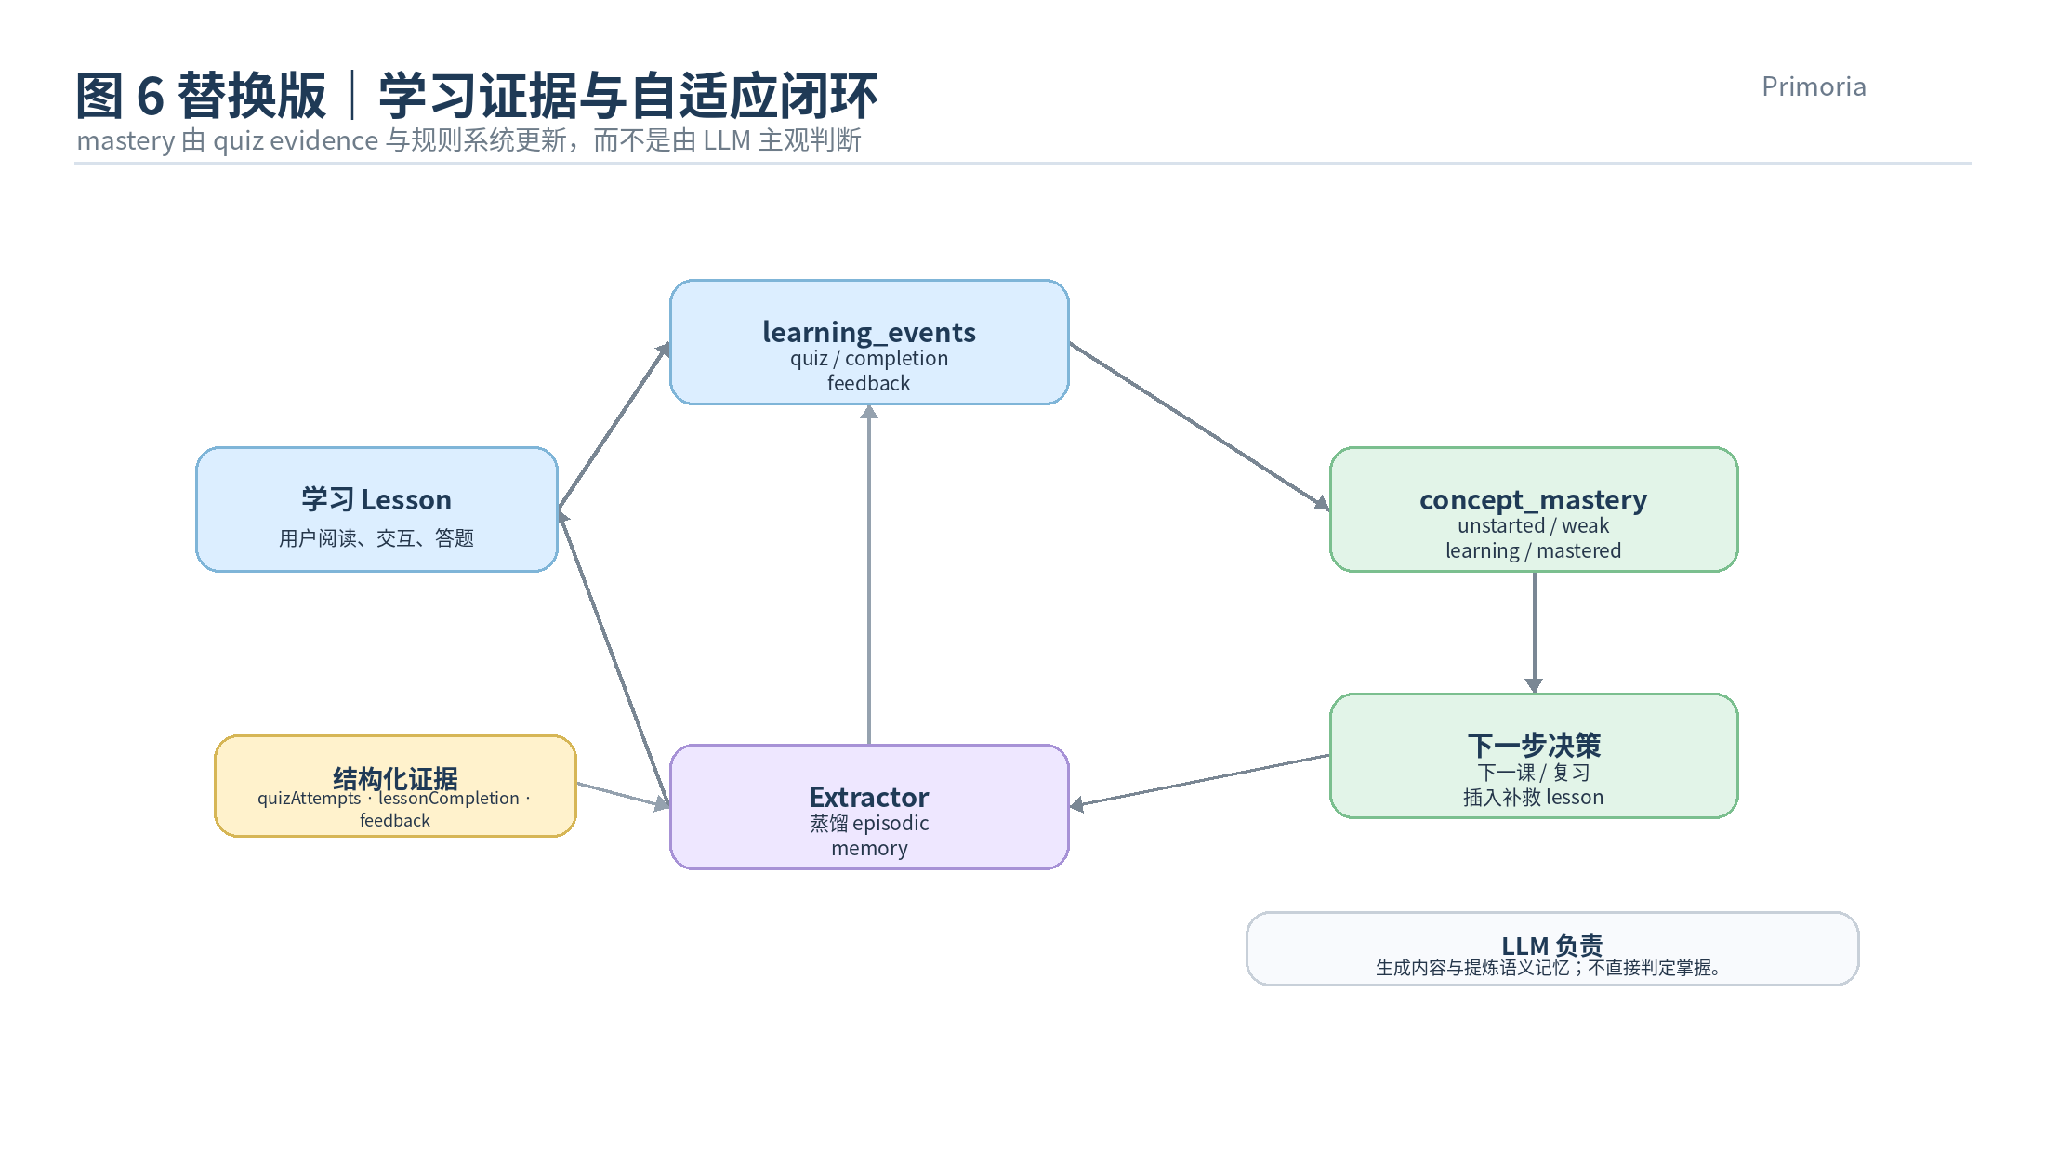 图 6 替换版｜学习证据与自适应闭环
Primoria
mastery 由 quiz evidence 与规则系统更新，而不是由 LLM 主观判断
learning_events
quiz / completion
feedback
学习 Lesson
用户阅读、交互、答题
concept_mastery
unstarted / weak
learning / mastered
结构化证据
quizAttempts · lessonCompletion ·
feedback
Extractor
蒸馏 episodic
memory
下一步决策
下一课 / 复习
插入补救 lesson
LLM 负责
生成内容与提炼语义记忆；不直接判定掌握。